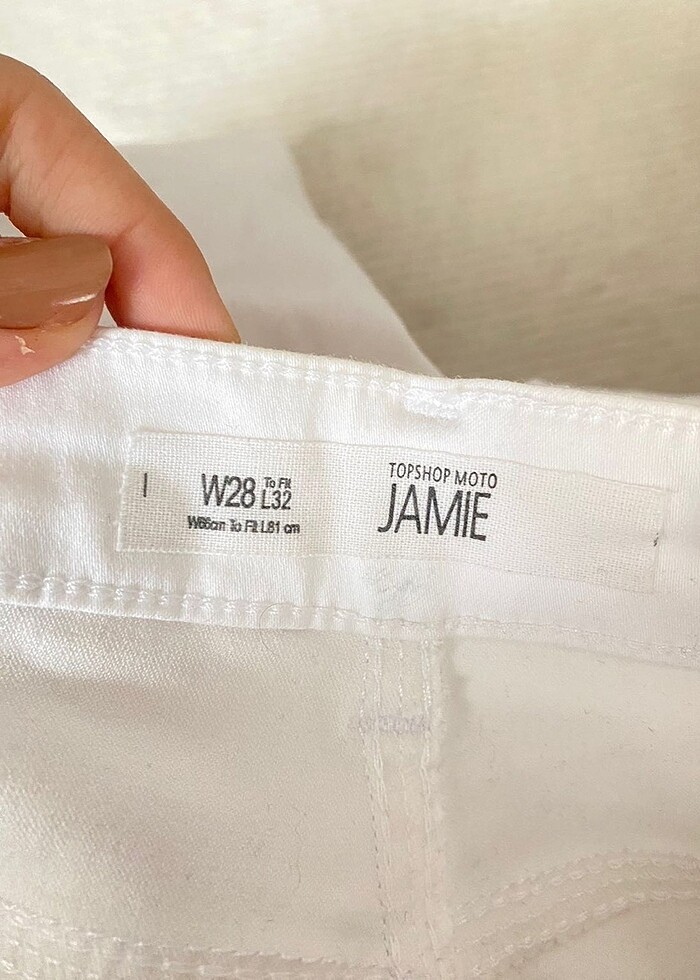 W28 To Fit L32
W66cm To Fit L81 cm
TOPSHOP MOTO
JAMIE